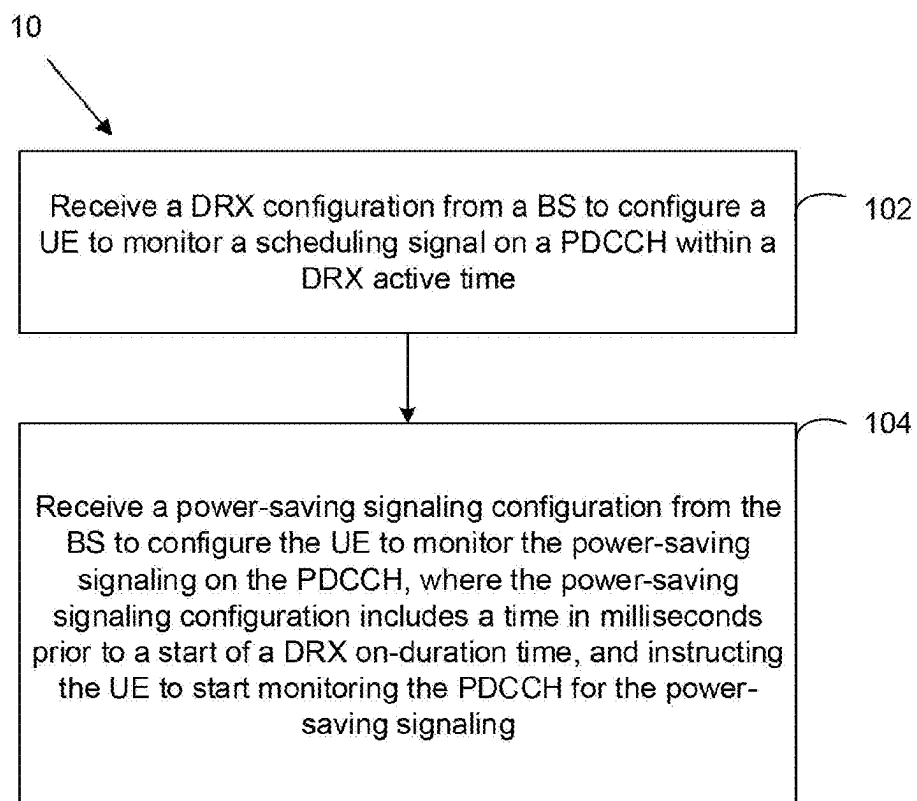 10
Receive a DRX configuration from a BS to configure a
UE to monitor a scheduling signal on a PDCCH within a
DRX active time
102
104
Receive a power-saving signaling configuration from the
BS to configure the UE to monitor the power-saving
signaling on the PDCCH, where the power-saving
signaling configuration includes a time in milliseconds
prior to a start of a DRX on-duration time, and instructing
the UE to start monitoring the PDCCH for the power-
saving signaling